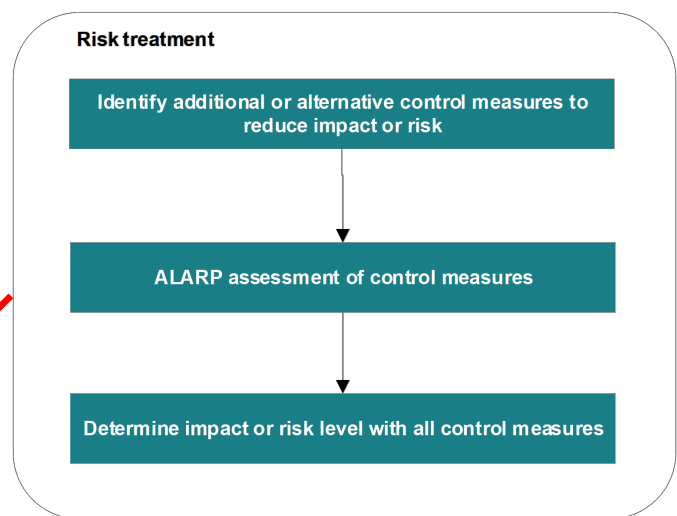 Risk treatment
Identify additional or alternative control measures to
reduce impact or risk
ALARP assessment of control measures
Determine impact or risk level with all control measures